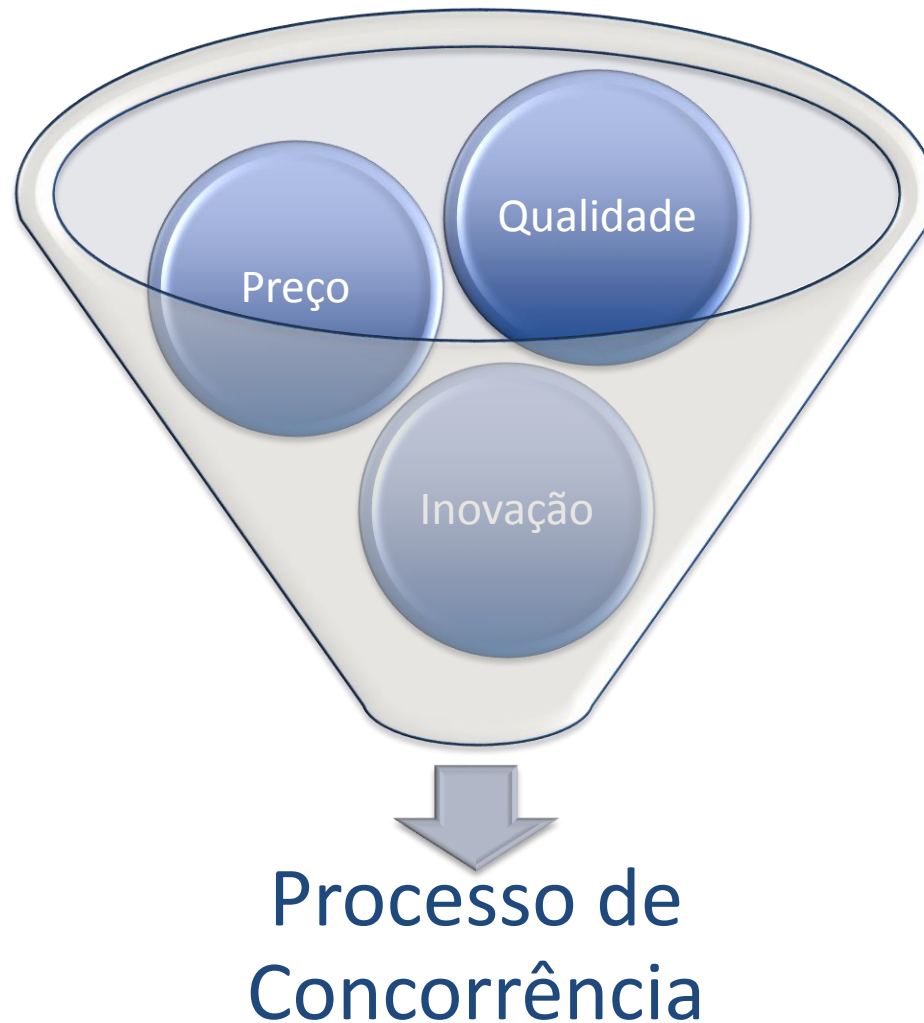 Qualidade
Preço
Inovação
Processo de
Concorrência